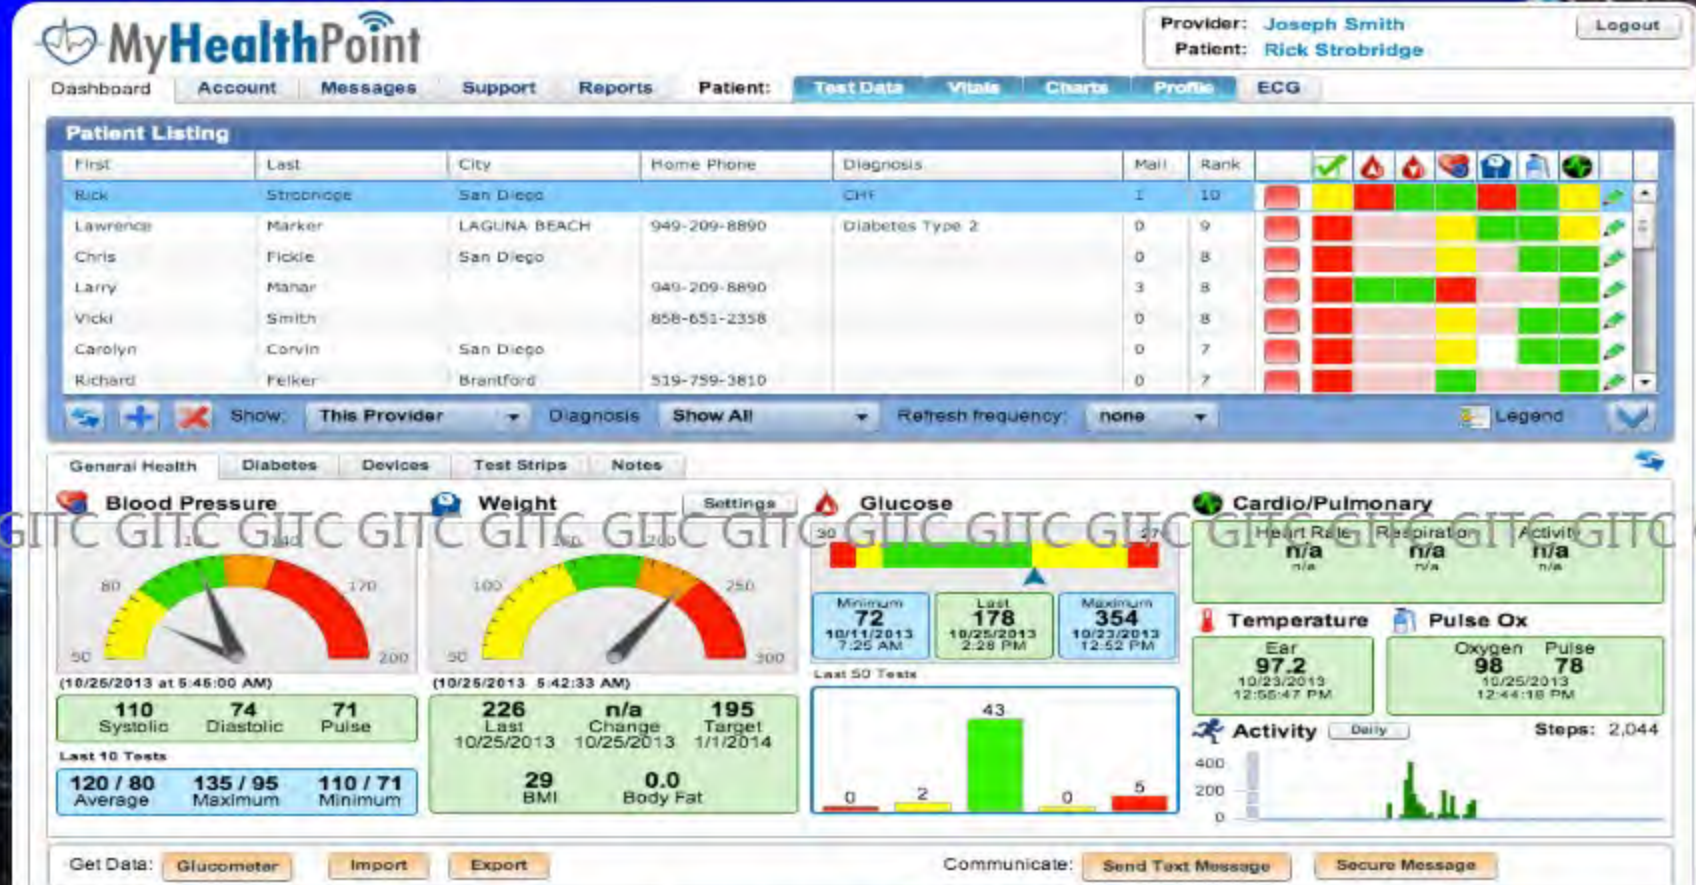 MyHealthPoint
Provider: Joseph Smith
Patient: Rick Strobridge
Logout
Dashboard Account Messages Support Reports Patient: Test Data Vitals Charts Profile ECG
Patient Listing
First Last City Home Phone Diagnosis Mail Rank
Rick Strobridge San Diego CHF 1 10
Lawrence Marker LAGUNA BEACH 949-209-8890 Diabetes Type 2 0 9
Chris Fickle San Diego 0 8
Larry Mahar 949-209-8890 3 8
Vicki Smith 858-651-2358 0 8
Carolyn Corvin San Diego 0 7
Richard Felker Brantford 519-759-3810 0 7
Show: This Provider Diagnosis Show All Refresh frequency: none Legend
General Health Diabetes Devices Test Strips Notes
Blood Pressure
80 140 170
50 200
(10/25/2013 at 5:45:00 AM)
110 74 71
Systolic Diastolic Pulse
Last 10 Tests
120 / 80 135 / 95 110 / 71
Average Maximum Minimum
Weight Settings
100 150 200 250
50 300
(10/25/2013 5:42:33 AM)
226 n/a 195
Last Change Target
10/25/2013 10/25/2013 1/1/2014
29 0.0
BMI Body Fat
Glucose
30
Minimum Last Maximum
72 178 354
10/11/2013 10/25/2013 10/23/2013
7:25 AM 2:28 PM 12:52 PM
Last 50 Tests
0 2 43 0 5
Cardio/Pulmonary
Heart Rate Respiration Activity
n/a n/a n/a
n/a n/a n/a
Temperature
Ear
97.2
10/23/2013
12:55:47 PM
Pulse Ox
Oxygen Pulse
98 78
10/25/2013
12:44:18 PM
Activity Daily Steps: 2,044
400
200
0
GITC GITC GITC GITC GITC GITC GITC GITC GITC GITC GITC
Get Data: Glucometer Import Export Communicate: Send Text Message Secure Message